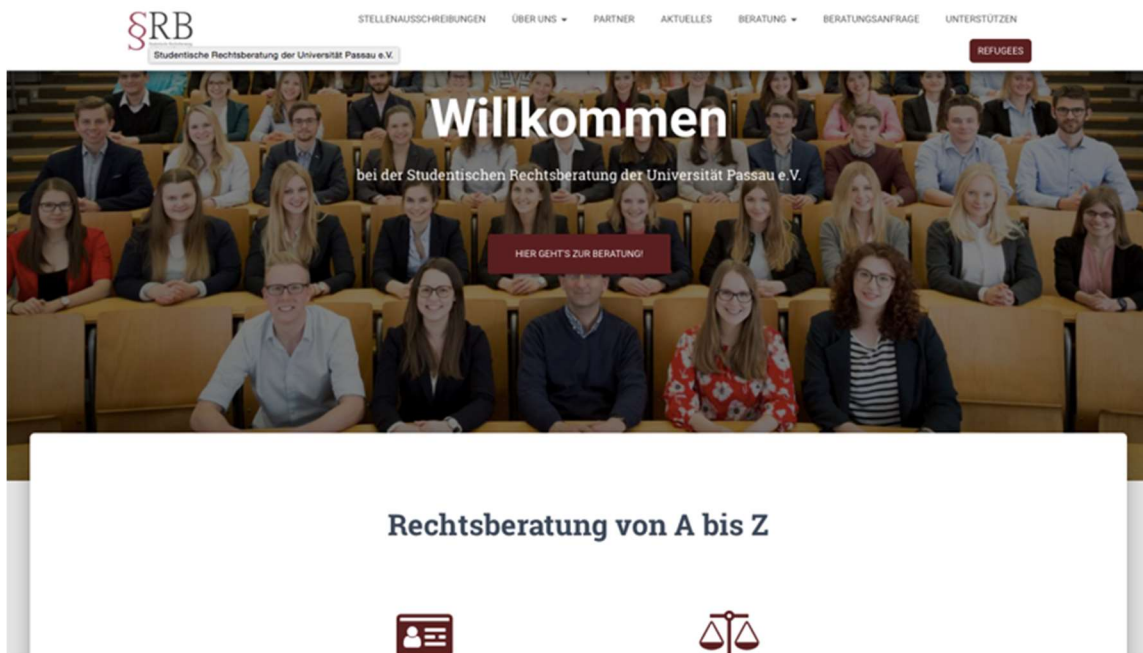 §RB
STELLENAUSSCHREIBUNGEN ÜBER UNS PARTNER AKTUELLES BERATUNG BERATUNGSANFRAGE UNTERSTÜTZEN
Studentische Rechtsberatung der Universität Passau e.V.
REFUGEES
Willkommen
bei der Studentischen Rechtsberatung der Universität Passau e.V.
HIER GEHT'S ZUR BERATUNG!
Rechtsberatung von A bis Z